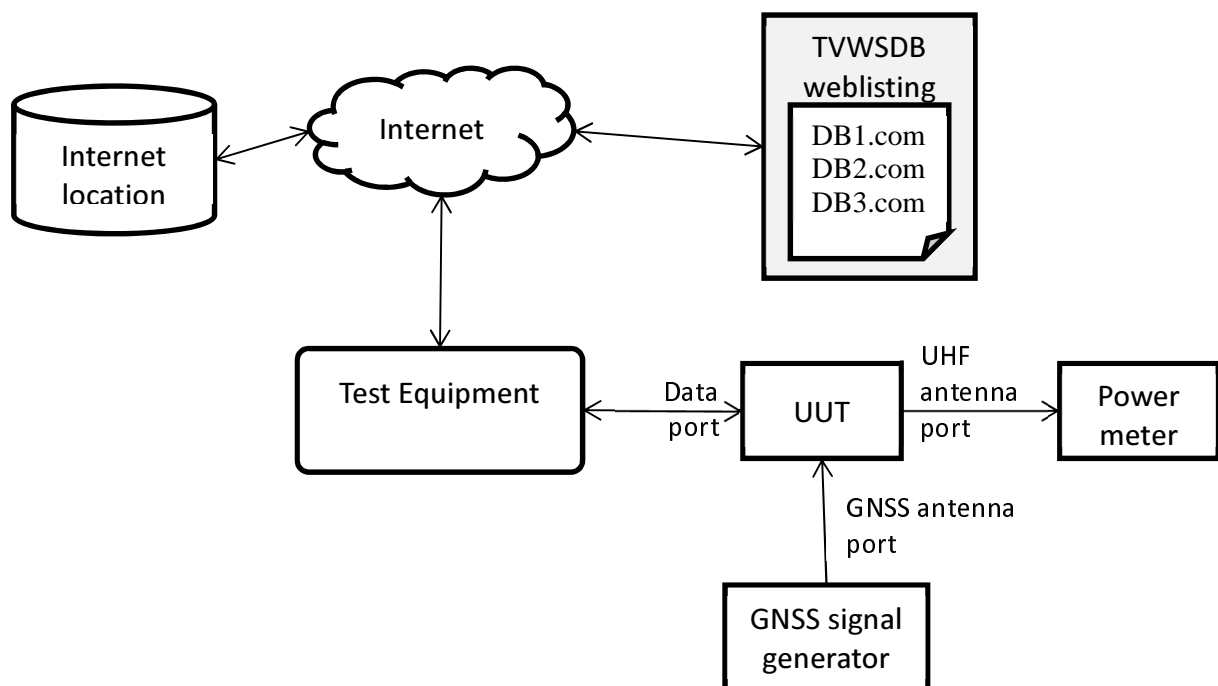 TVWSDB
weblisting
DB1.com
DB2.com
DB3.com
Internet
Internet
location
Test Equipment
Data
port
UUT
UHF
antenna
port
Power
meter
GNSS antenna
port
GNSS signal
generator